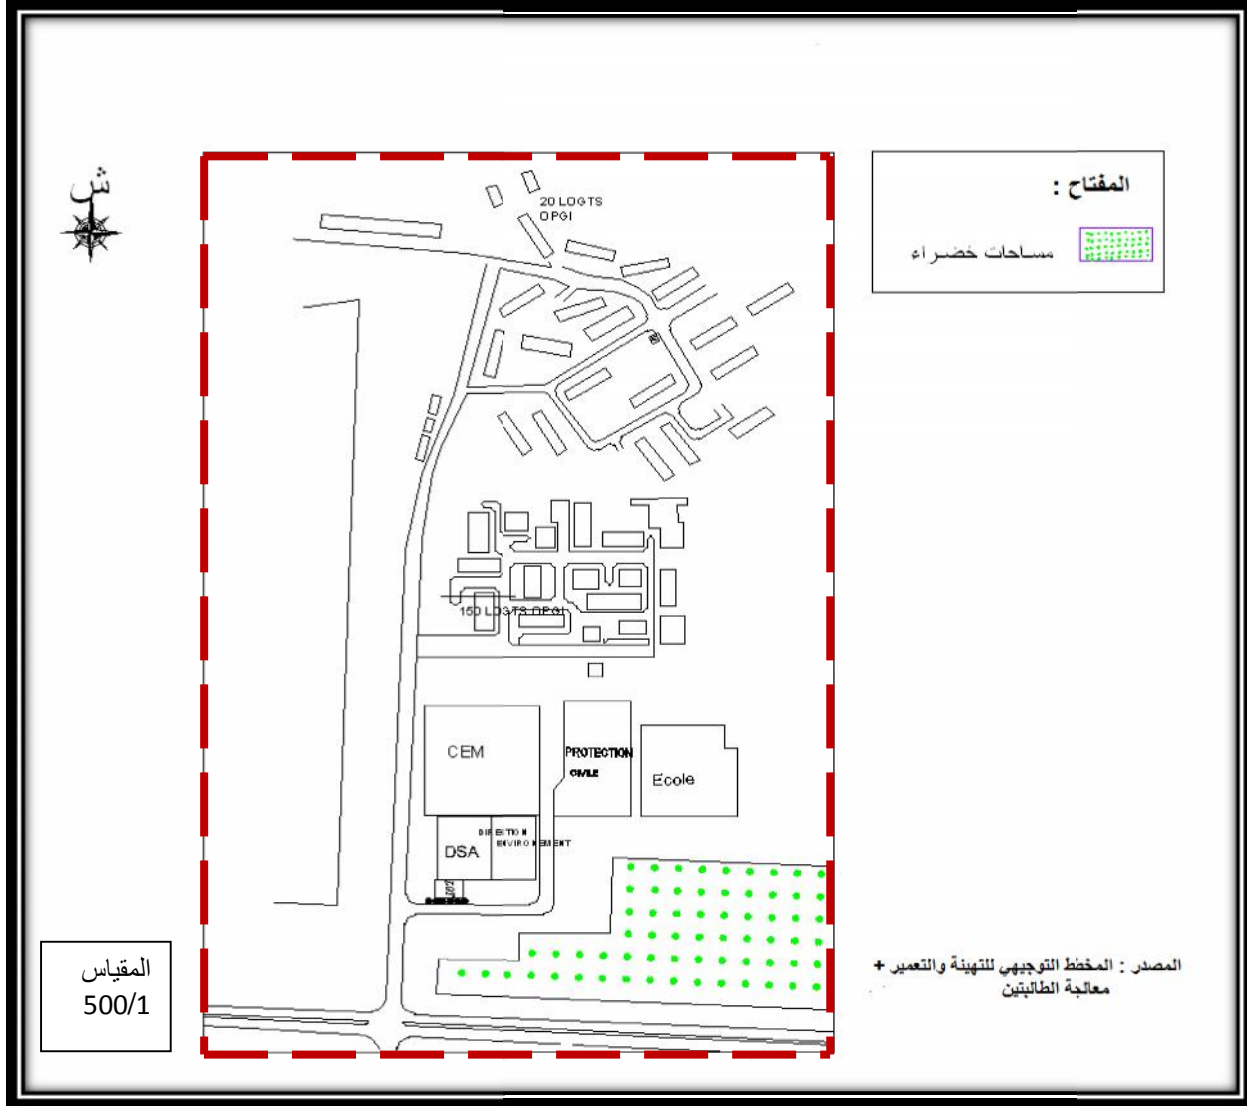 ش
المفتاح :
مساحات خضراء
20 LOGTS
OPGI
150 LOGTS OPGI
CEM
PROTECTION
CIVILE
Ecole
DIRECTION
ENVIRONEMENT
DSA
المقياس
500/1
المصدر : المخطط التوجيهي للتهيئة والتعمير +
معالجة الطالبتين